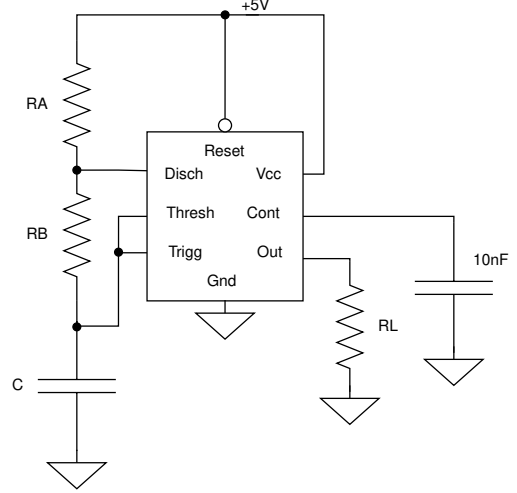 +5V
RA
Reset
Disch
Vcc
Thresh
Cont
RB
Trigg
Out
10nF
Gnd
RL
C